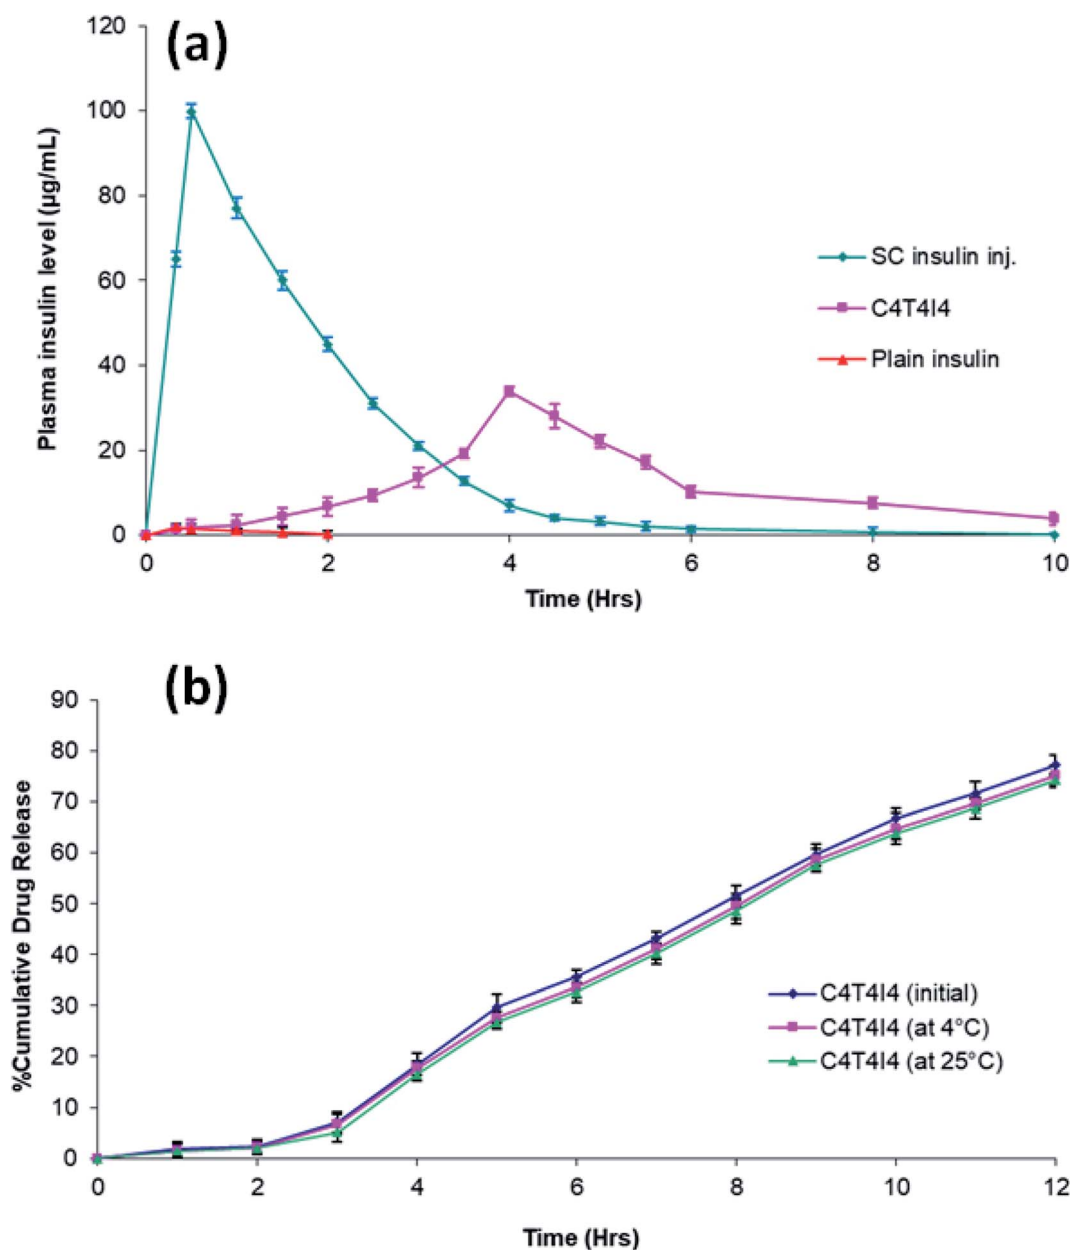 (a)
120
100
80
60
40
20
0
Plasma insulin level (µg/mL)
SC insulin inj.
C4T4I4
Plain insulin
0 2 4 6 8 10
Time (Hrs)
(b)
90
80
70
60
50
40
30
20
10
0
%Cumulative Drug Release
C4T4I4 (initial)
C4T4I4 (at 4°C)
C4T4I4 (at 25°C)
0 2 4 6 8 10 12
Time (Hrs)